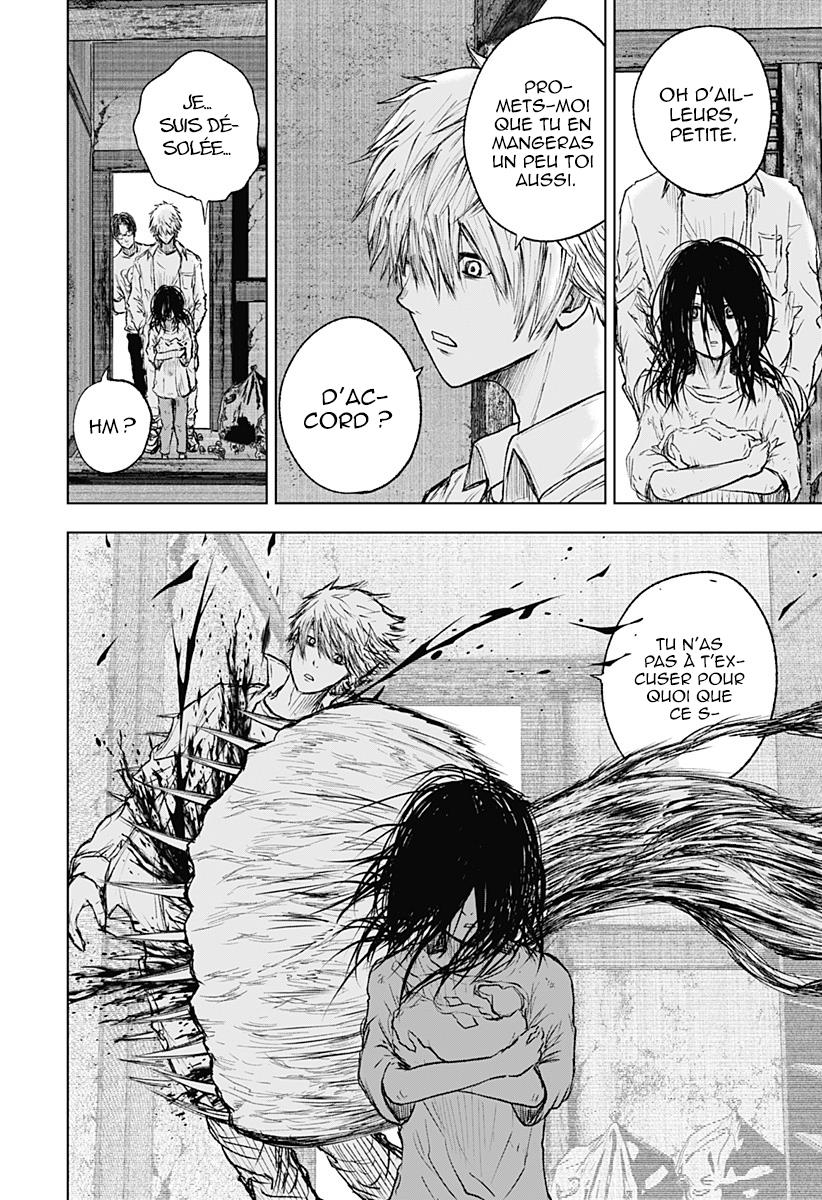 OH D'AIL-
LEURS,
PETITE.
PRO-
METS-MOI
QUE TU EN
MANGERAS
UN PEU TOI
AUSSI.
D'AC-
CORD ?
JE...
SUIS DÉ-
SOLÉE...
HM ?
TU N'AS
PAS À T'EX-
CUSER POUR
QUOI QUE
CE S-